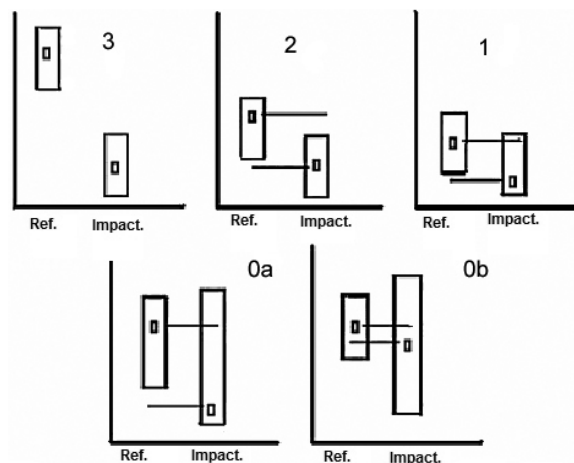 3
2
1
Ref. Impact.
Ref. Impact.
Ref. Impact.
0a
0b
Ref. Impact.
Ref. Impact.